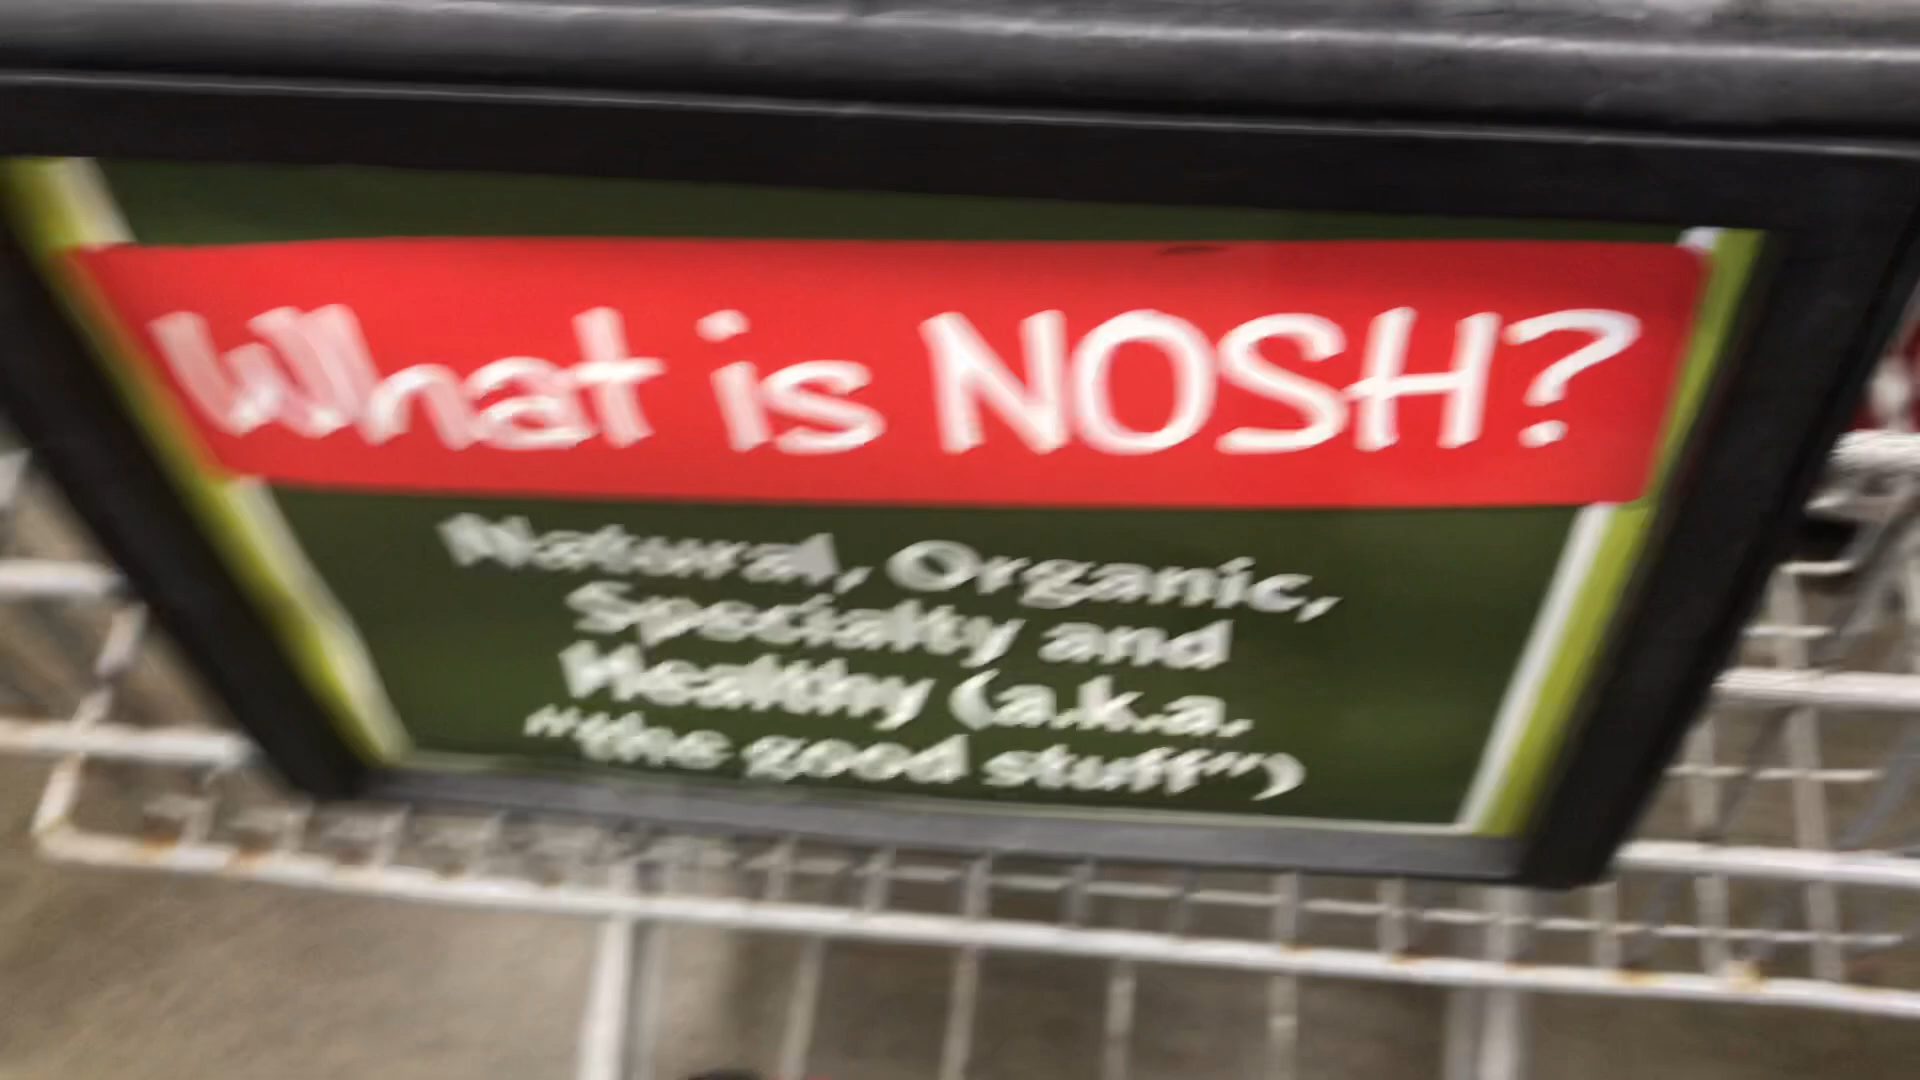 What is NOSH?
Natural, Organic,
Specialty and
Healthy (a.k.a.
"the good stuff")